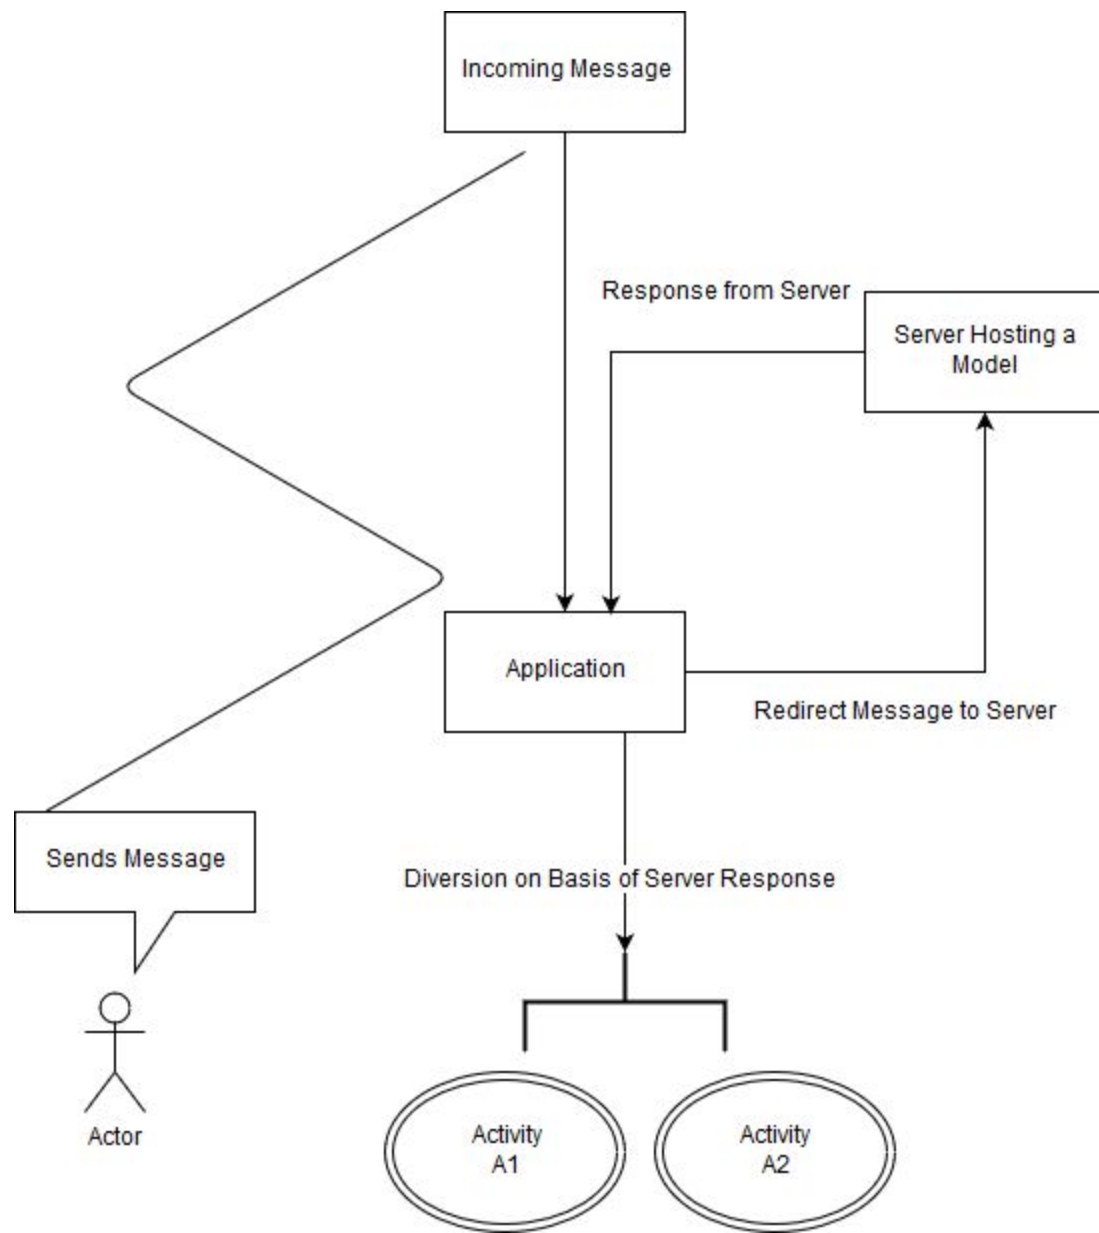 Incoming Message
Response from Server
Server Hosting a
Model
Application
Redirect Message to Server
Sends Message
Diversion on Basis of Server Response
Actor
Activity
A1
Activity
A2